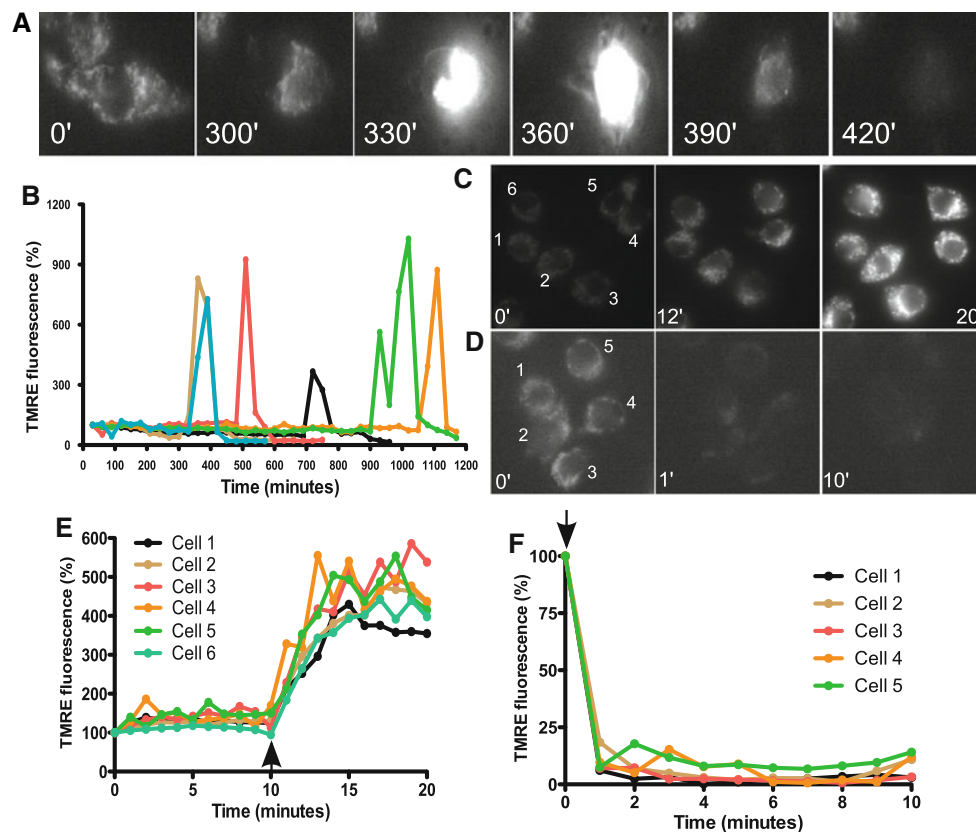 A
0'
300'
330'
360'
390'
420'
B
TMRE fluorescence (%)
1200
900
600
300
0
0 100 200 300 400 500 600 700 800 900 1000 1100 1200
Time (minutes)
C
6
5
1
4
2
3
0'
12'
20
D
5
1
4
2
3
0'
1'
10'
E
TMRE fluorescence (%)
600
500
400
300
200
100
0
Cell 1
Cell 2
Cell 3
Cell 4
Cell 5
Cell 6
0 5 10 15 20
Time (minutes)
F
TMRE fluorescence (%)
100
75
50
25
0
Cell 1
Cell 2
Cell 3
Cell 4
Cell 5
0 2 4 6 8 10
Time (minutes)